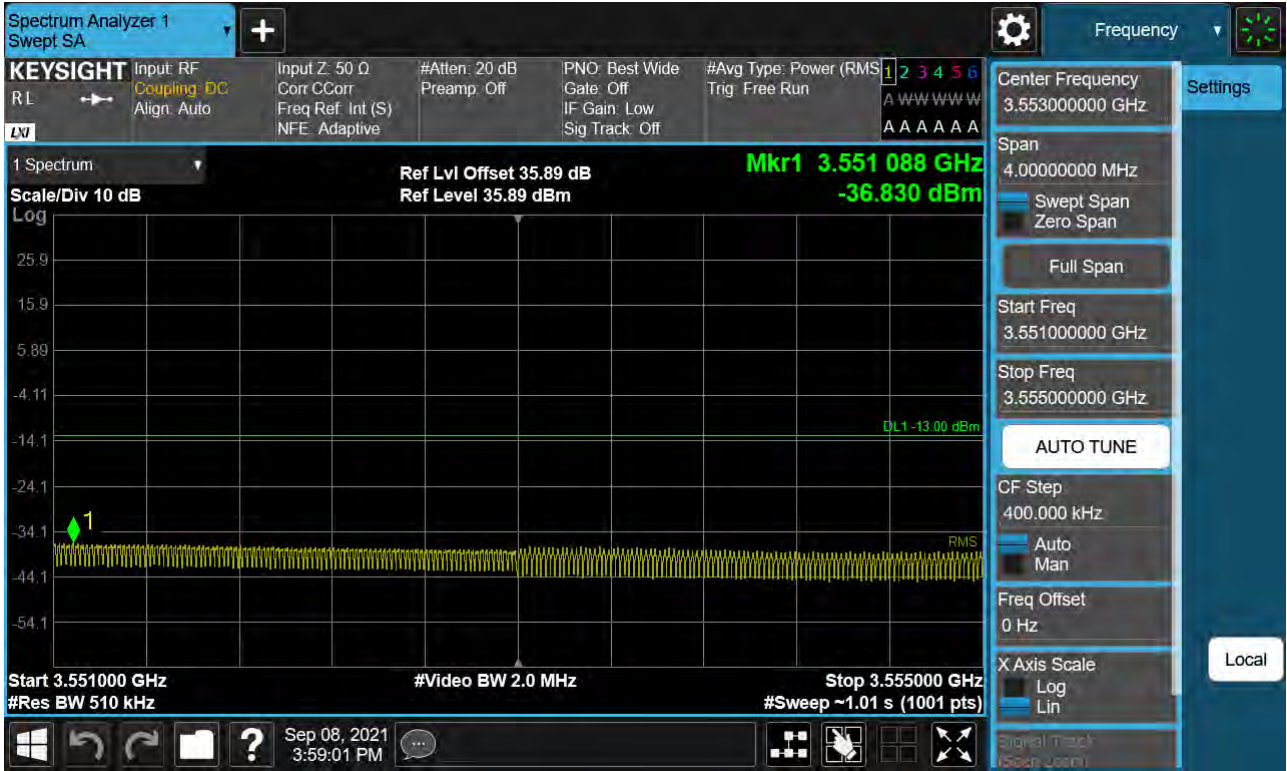 Spectrum Analyzer 1
Swept SA
+
Frequency
KEYSIGHT
RL
LXI
Input: RF
Coupling: DC
Align: Auto
Input Z: 50 Ω
Corr CCorr
Freq Ref: Int (S)
NFE: Adaptive
#Atten: 20 dB
Preamp: Off
PNO: Best Wide
Gate: Off
IF Gain: Low
Sig Track: Off
#Avg Type: Power (RMS
Trig: Free Run
1 2 3 4 5 6
A W W W W W
A A A A A A
1 Spectrum
Scale/Div 10 dB
Log
Ref Lvl Offset 35.89 dB
Ref Level 35.89 dBm
Mkr1 3.551 088 GHz
-36.830 dBm
25.9
15.9
5.89
-4.11
-14.1
-24.1
-34.1
-44.1
-54.1
DL1 -13.00 dBm
1
RMS
Start 3.551000 GHz
#Res BW 510 kHz
#Video BW 2.0 MHz
Stop 3.555000 GHz
#Sweep ~1.01 s (1001 pts)
Center Frequency
3.553000000 GHz
Span
4.00000000 MHz
Swept Span
Zero Span
Full Span
Start Freq
3.551000000 GHz
Stop Freq
3.555000000 GHz
AUTO TUNE
CF Step
400.000 kHz
Auto
Man
Freq Offset
0 Hz
X Axis Scale
Log
Lin
Signal Track
(Span Zoom)
Settings
Local
?
Sep 08, 2021
3:59:01 PM